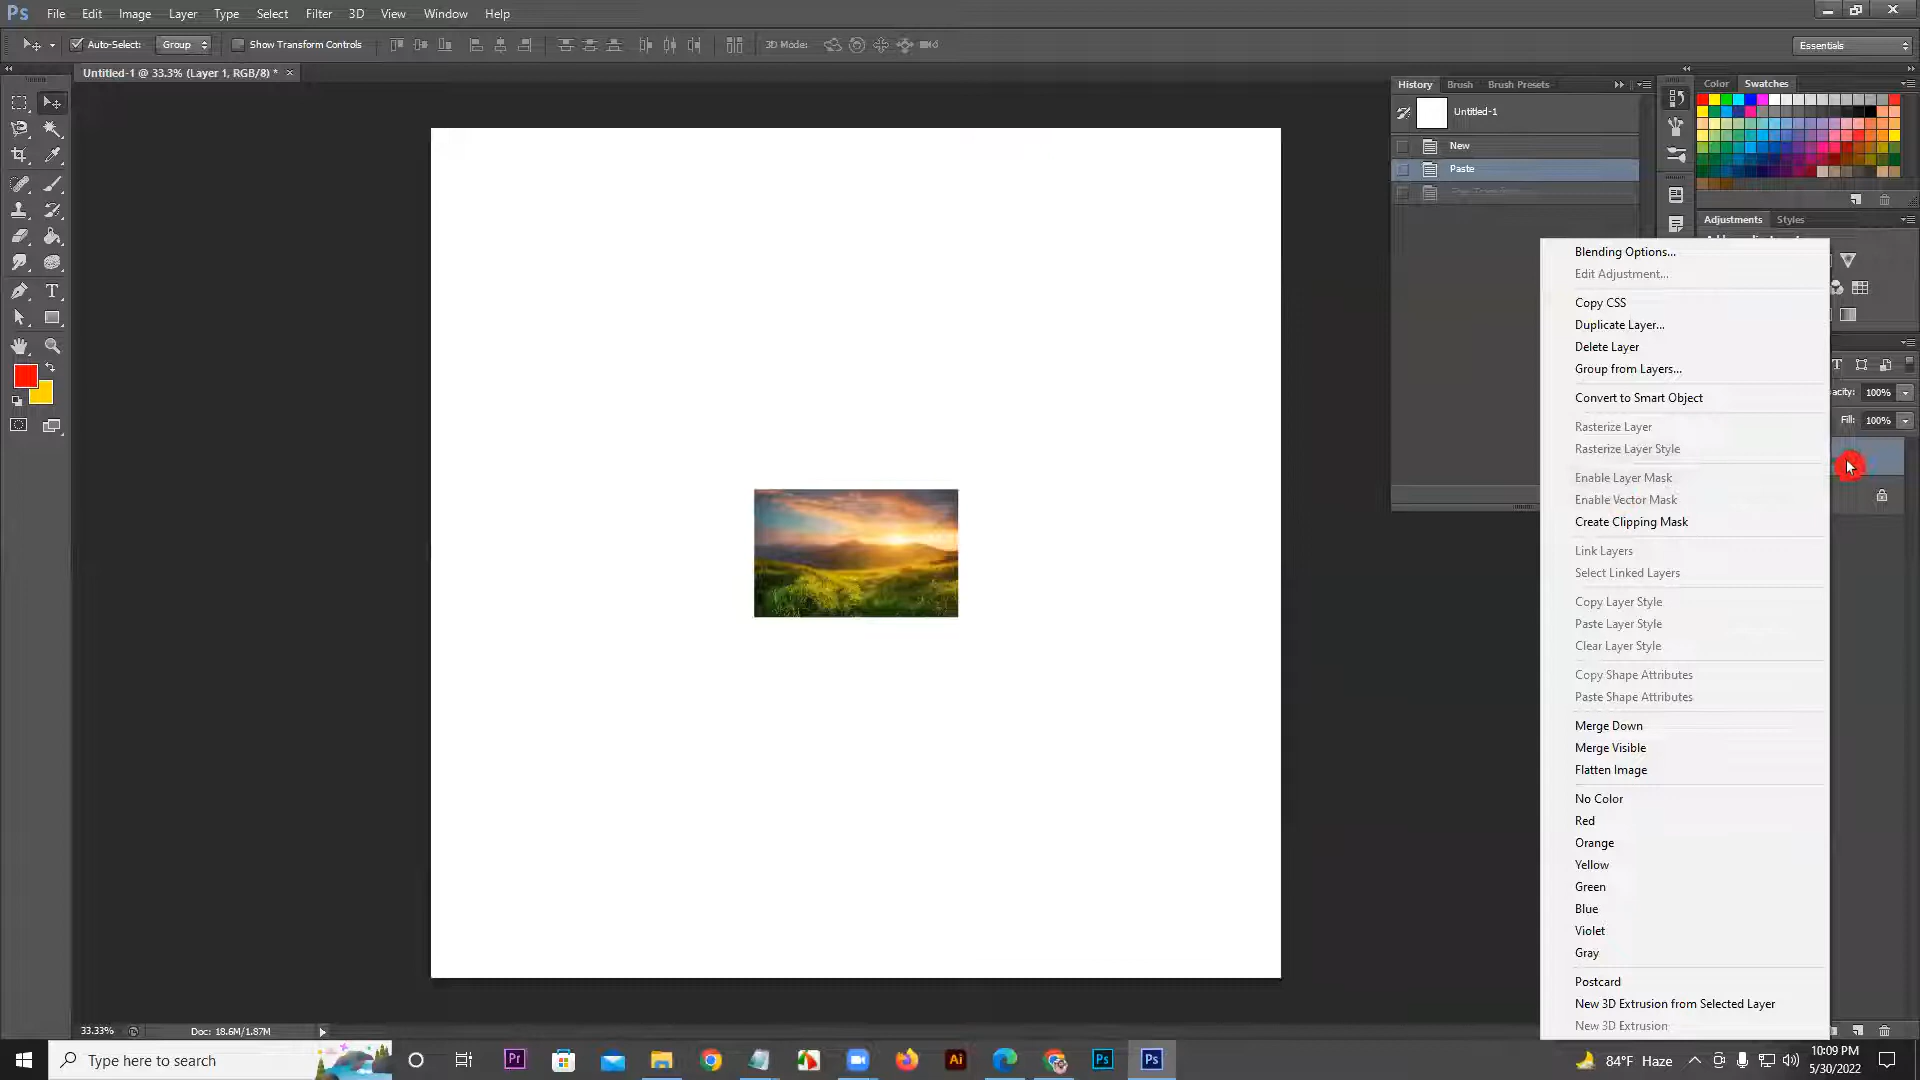 Ps File Edit Image Layer Type Select Filter 3D View Window Help
Auto-Select: Group Show Transform Controls 3D Mode: Essentials
Untitled-1 @ 33.3% (Layer 1, RGB/8) *
History Brush Brush Presets
Color Swatches
Untitled-1
New
Paste
Adjustments Styles
Blending Options...
Edit Adjustment...
Copy CSS
Duplicate Layer...
Delete Layer
Group from Layers...
Convert to Smart Object
Rasterize Layer
Rasterize Layer Style
Enable Layer Mask
Enable Vector Mask
Create Clipping Mask
Link Layers
Select Linked Layers
Copy Layer Style
Paste Layer Style
Clear Layer Style
Copy Shape Attributes
Paste Shape Attributes
Merge Down
Merge Visible
Flatten Image
No Color
Red
Orange
Yellow
Green
Blue
Violet
Gray
Postcard
New 3D Extrusion from Selected Layer
New 3D Extrusion
acity: 100%
Fill: 100%
33.33% Doc: 18.6M/1.87M
Type here to search
Pr Ai Ps Ps
84°F Haze
10:09 PM
5/30/2022